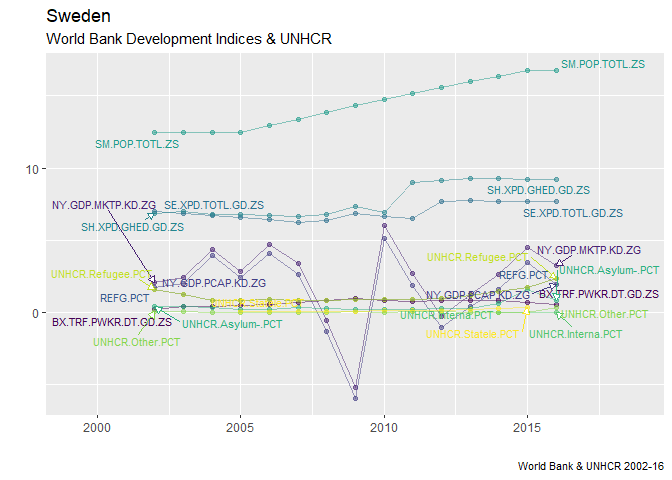 Sweden
World Bank Development Indices & UNHCR
SM.POP.TOTL.ZS
SM.POP.TOTL.ZS
10
SH.XPD.GHED.GD.ZS
NY.GDP.MKTP.KD.ZG
SE.XPD.TOTL.GD.ZS
SE.XPD.TOTL.GD.ZS
SH.XPD.GHED.GD.ZS
NY.GDP.MKTP.KD.ZG
UNHCR.Refugee.PCT
UNHCR.Refugee.PCT
REFG.PCT
UNHCR.Asylum-.PCT
NY.GDP.PCAP.KD.ZG
REFG.PCT
NY.GDP.PCAP.KD.ZG
BX.TRF.PWKR.DT.GD.ZS
0
BX.TRF.PWKR.DT.GD.ZS
UNHCR.Asylum-.PCT
UNHCR.Interna.PCT
UNHCR.Other.PCT
UNHCR.Other.PCT
UNHCR.Statele.PCT
UNHCR.Interna.PCT
2000
2005
2010
2015
World Bank & UNHCR 2002-16